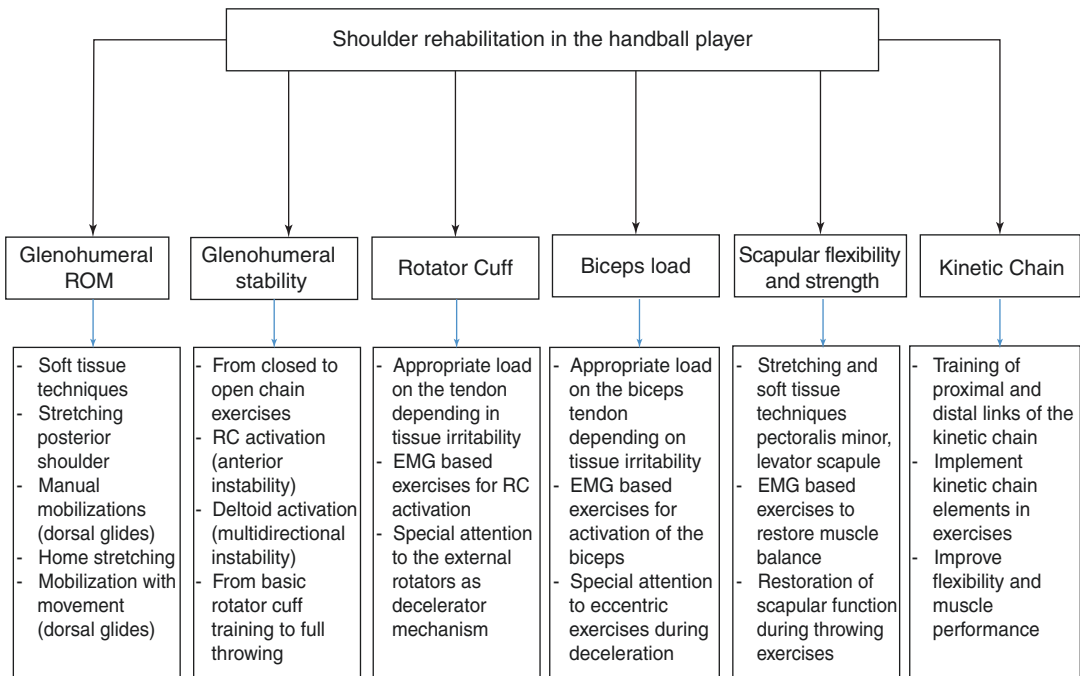 Shoulder rehabilitation in the handball player
Glenohumeral
ROM
Glenohumeral
stability
Rotator Cuff
Biceps load
Scapular flexibility
and strength
Kinetic Chain
- Soft tissue
techniques
- Stretching
posterior
shoulder
- Manual
mobilizations
(dorsal glides)
- Home stretching
- Mobilization with
movement
(dorsal glides)
- From closed to
open chain
exercises
- RC activation
(anterior
instability)
- Deltoid activation
(multidirectional
instability)
- From basic
rotator cuff
training to full
throwing
- Appropriate load
on the tendon
depending in
tissue irritability
- EMG based
exercises for RC
activation
- Special attention
to the external
rotators as
decelerator
mechanism
- Appropriate load
on the biceps
tendon
depending on
tissue irritability
- EMG based
exercises for
activation of the
biceps
- Special attention
to eccentric
exercises during
deceleration
- Stretching and
soft tissue
techniques
pectoralis minor,
levator scapule
- EMG based
exercises to
restore muscle
balance
- Restoration of
scapular function
during throwing
exercises
- Training of
proximal and
distal links of the
kinetic chain
- Implement
kinetic chain
elements in
exercises
- Improve
flexibility and
muscle
performance